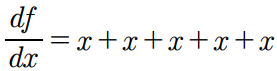 df/dx = x + x + x + x + x